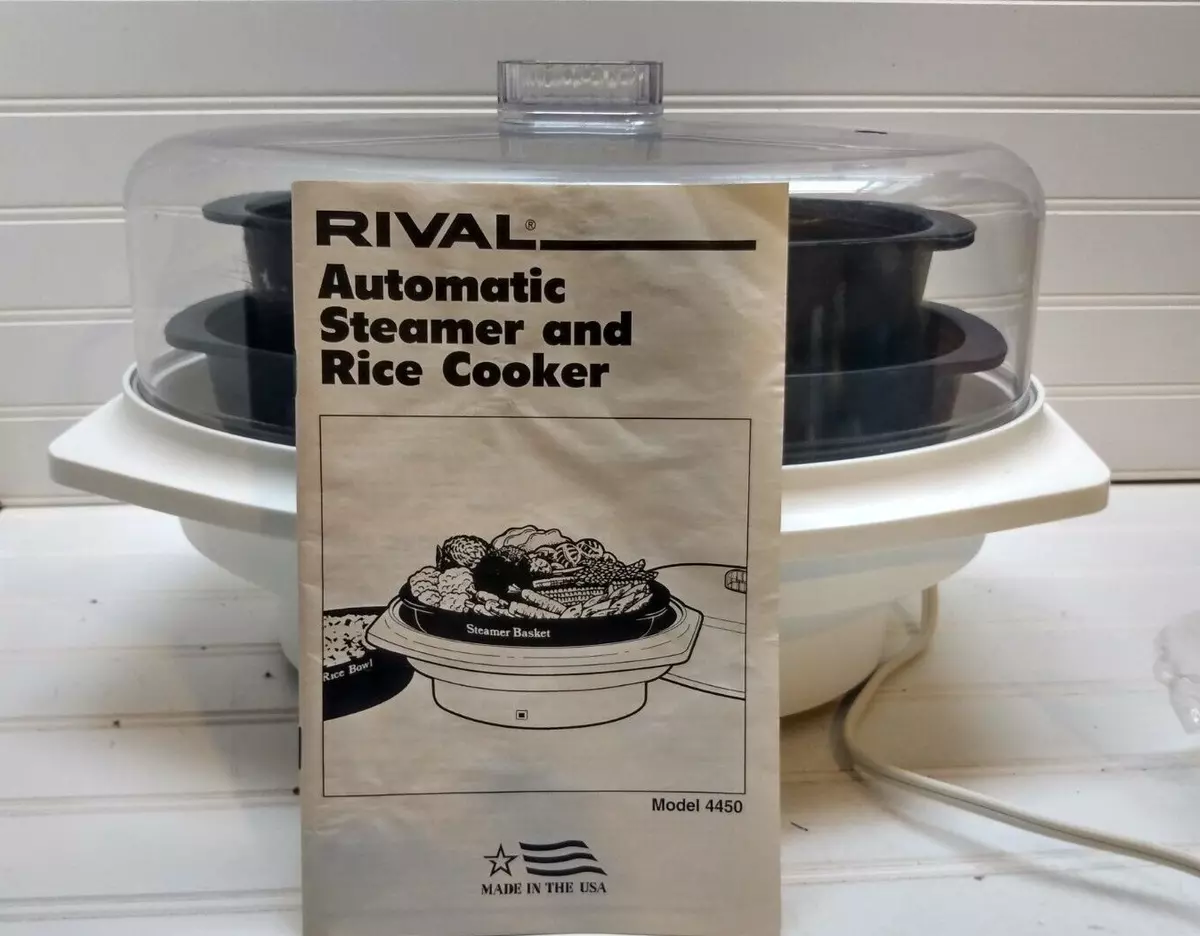 RIVAL®
Automatic
Steamer and
Rice Cooker
Steamer Basket
Rice Bowl
Model 4450
MADE IN THE USA